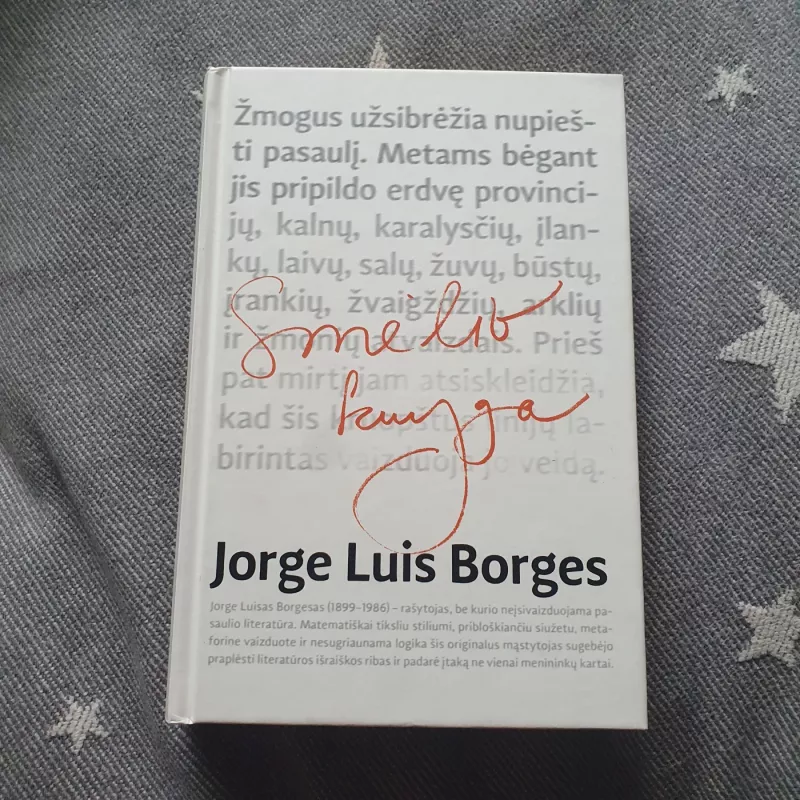 Žmogus užsibrėžia nupieš-
ti pasaulį. Metams bėgant
jis pripildo erdvę provinci-
jų, kalnų, karalysčių, įlan-
kų, laivų, salų, žuvų, būstų,
įrankių, žvaigždžių, arklių
ir žmonių atvaizdais. Prieš
pat mirtį jam atsiskleidžia,
kad šis kruopštus linijų la-
birintas vaizduoja jo veidą.
Smėlio
knyga
Jorge Luis Borges
Jorge Luisas Borgesas (1899–1986) – rašytojas, be kurio neįsivaizduojama pa-
saulio literatūra. Matematiškai tiksliu stiliumi, pribloškiančiu siužetu, meta-
forine vaizduote ir nesugriaunama logika šis originalus mąstytojas sugebėjo
praplėsti literatūros išraiškos ribas ir padarė įtaką ne vienai menininkų kartai.